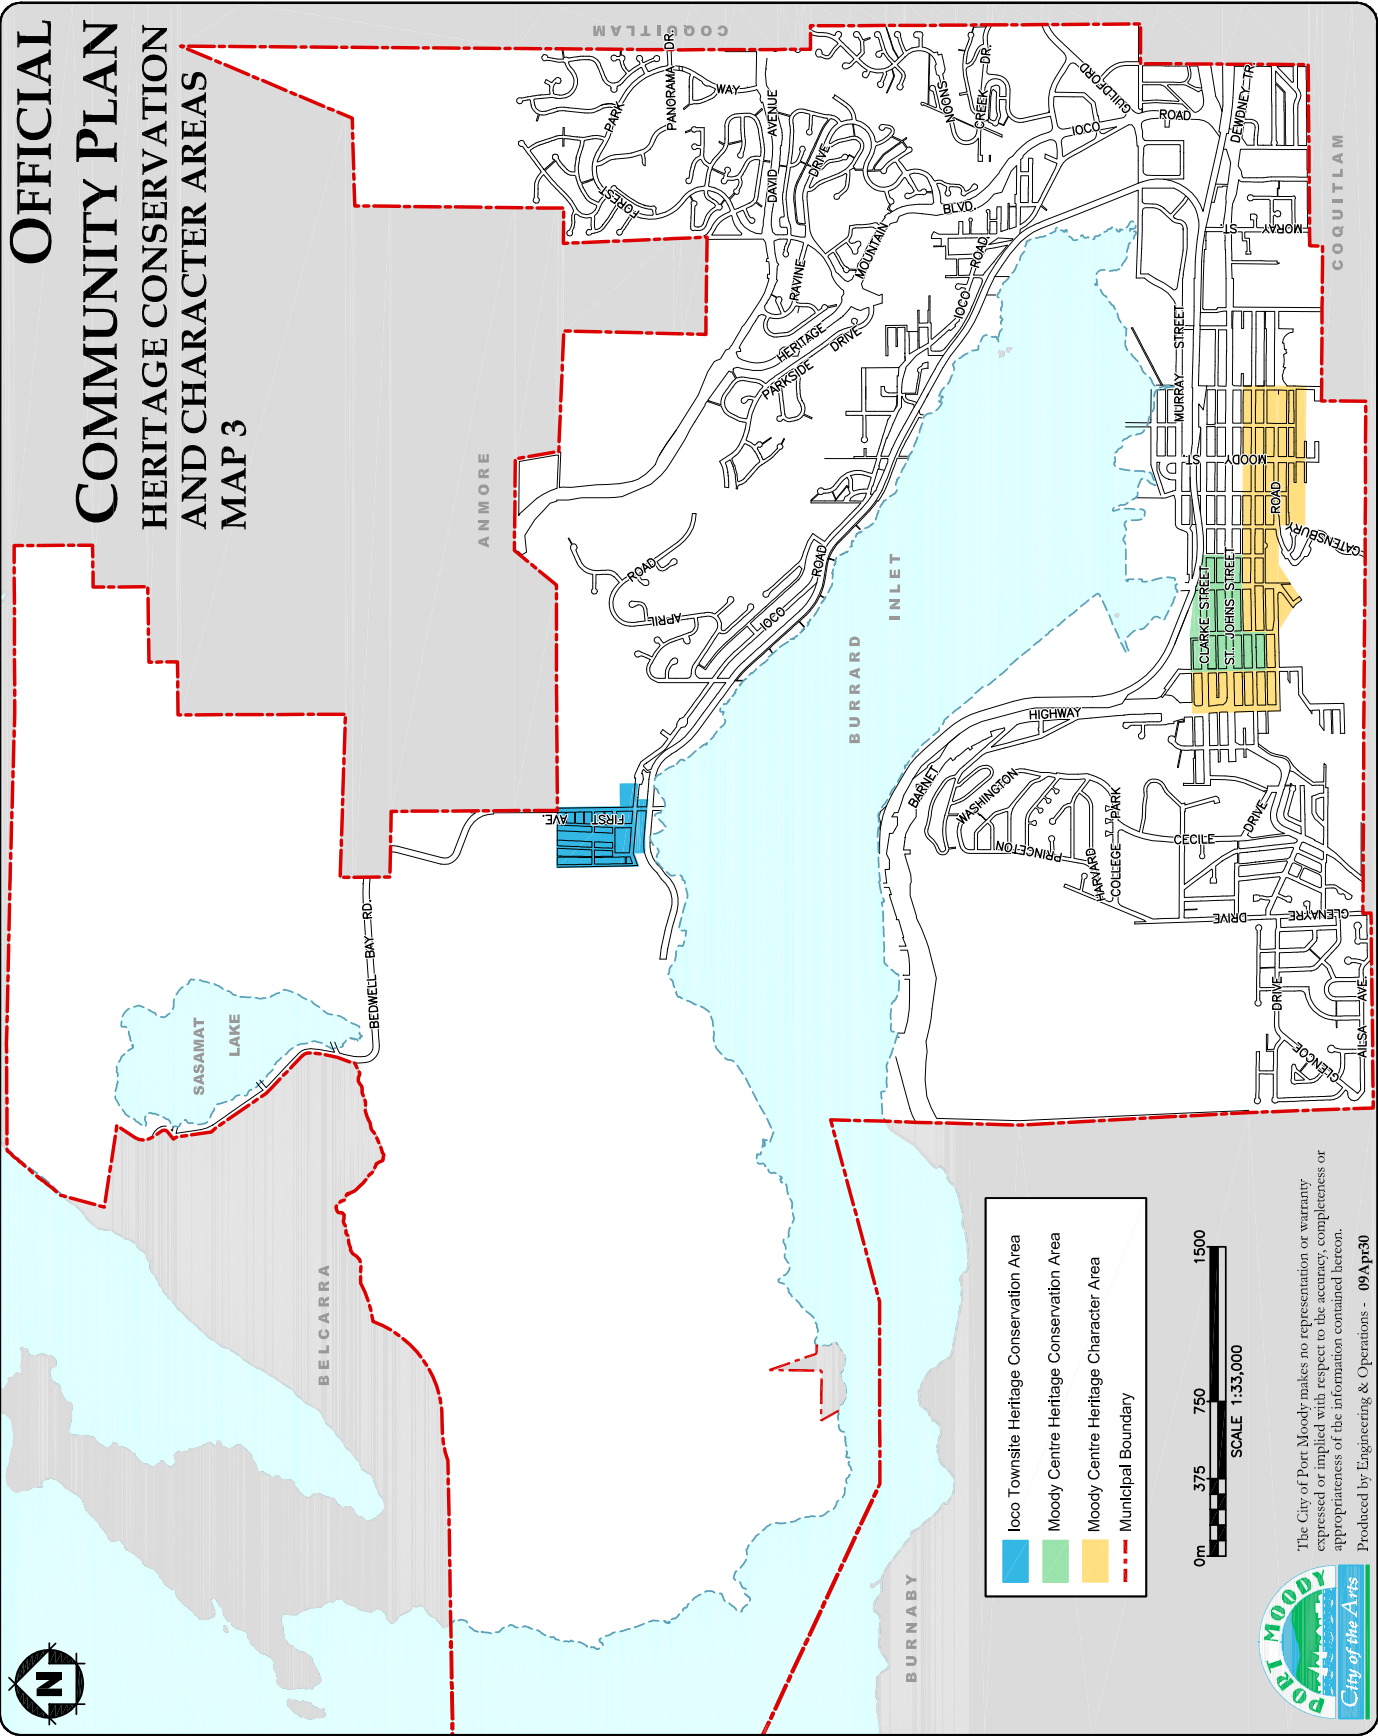 OFFICIAL
COMMUNITY PLAN
HERITAGE CONSERVATION
AND CHARACTER AREAS
MAP 3
COQUITLAM
COQUITLAM
ANMORE
BELCARRA
BURNABY
BURRARD
INLET
SASAMAT
LAKE
BEDWELL BAY RD.
FIRST AVE.
IOCO ROAD
APRIL ROAD
PARKSIDE DRIVE
HERITAGE
RAVINE DRIVE
MOUNTAIN
BLVD.
DAVID AVENUE
FOREST PARK WAY
PANORAMA DR.
NOONS
CREEK DR.
GUILDFORD
IOCO ROAD
IOCO ROAD
DEWDNEY TR.
MORAY ST.
MURRAY STREET
MOODY ST.
ROAD
GATENSBURY
CLARKE STREET
ST. JOHNS STREET
BARNET HIGHWAY
WASHINGTON
PRINCETON
HARVARD
COLLEGE PARK
CECILE DRIVE
GLENAYRE DRIVE
GLENCOE DRIVE
AILSA AVE.
Ioco Townsite Heritage Conservation Area
Moody Centre Heritage Conservation Area
Moody Centre Heritage Character Area
Municipal Boundary
0m 375 750 1500
SCALE 1:33,000
The City of Port Moody makes no representation or warranty
expressed or implied with respect to the accuracy, completeness or
appropriateness of the information contained hereon.
Produced by Engineering & Operations - 09Apr30
PORT MOODY
City of the Arts
N